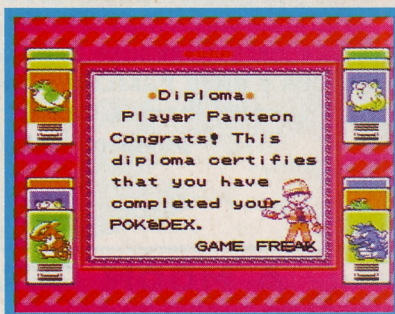 •Diploma•
Player Panteon
Congrats! This
diploma certifies
that you have
completed your
POKéDEX.
GAME FREAK